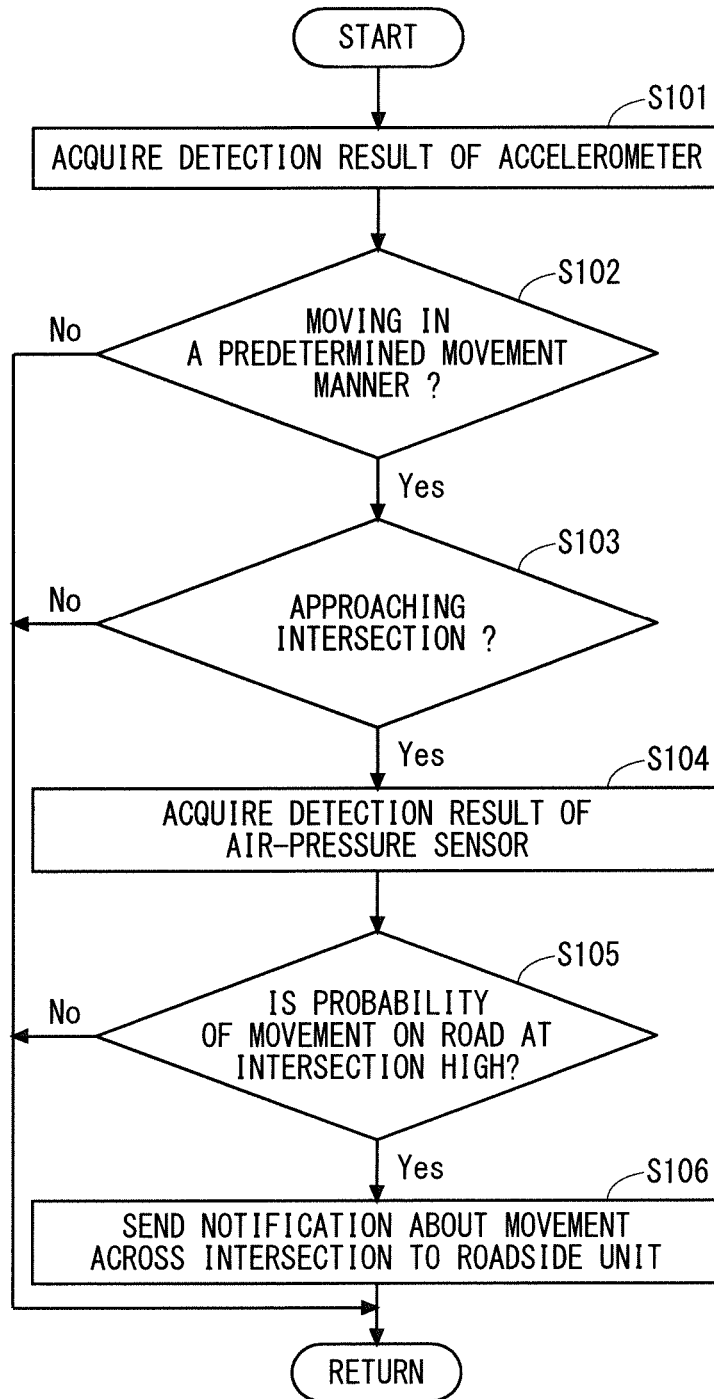 START
S101
ACQUIRE DETECTION RESULT OF ACCELEROMETER
S102
No
MOVING IN
A PREDETERMINED MOVEMENT
MANNER ?
Yes
S103
No
APPROACHING
INTERSECTION ?
Yes
S104
ACQUIRE DETECTION RESULT OF
AIR-PRESSURE SENSOR
S105
No
IS PROBABILITY
OF MOVEMENT ON ROAD AT
INTERSECTION HIGH?
Yes
S106
SEND NOTIFICATION ABOUT MOVEMENT
ACROSS INTERSECTION TO ROADSIDE UNIT
RETURN